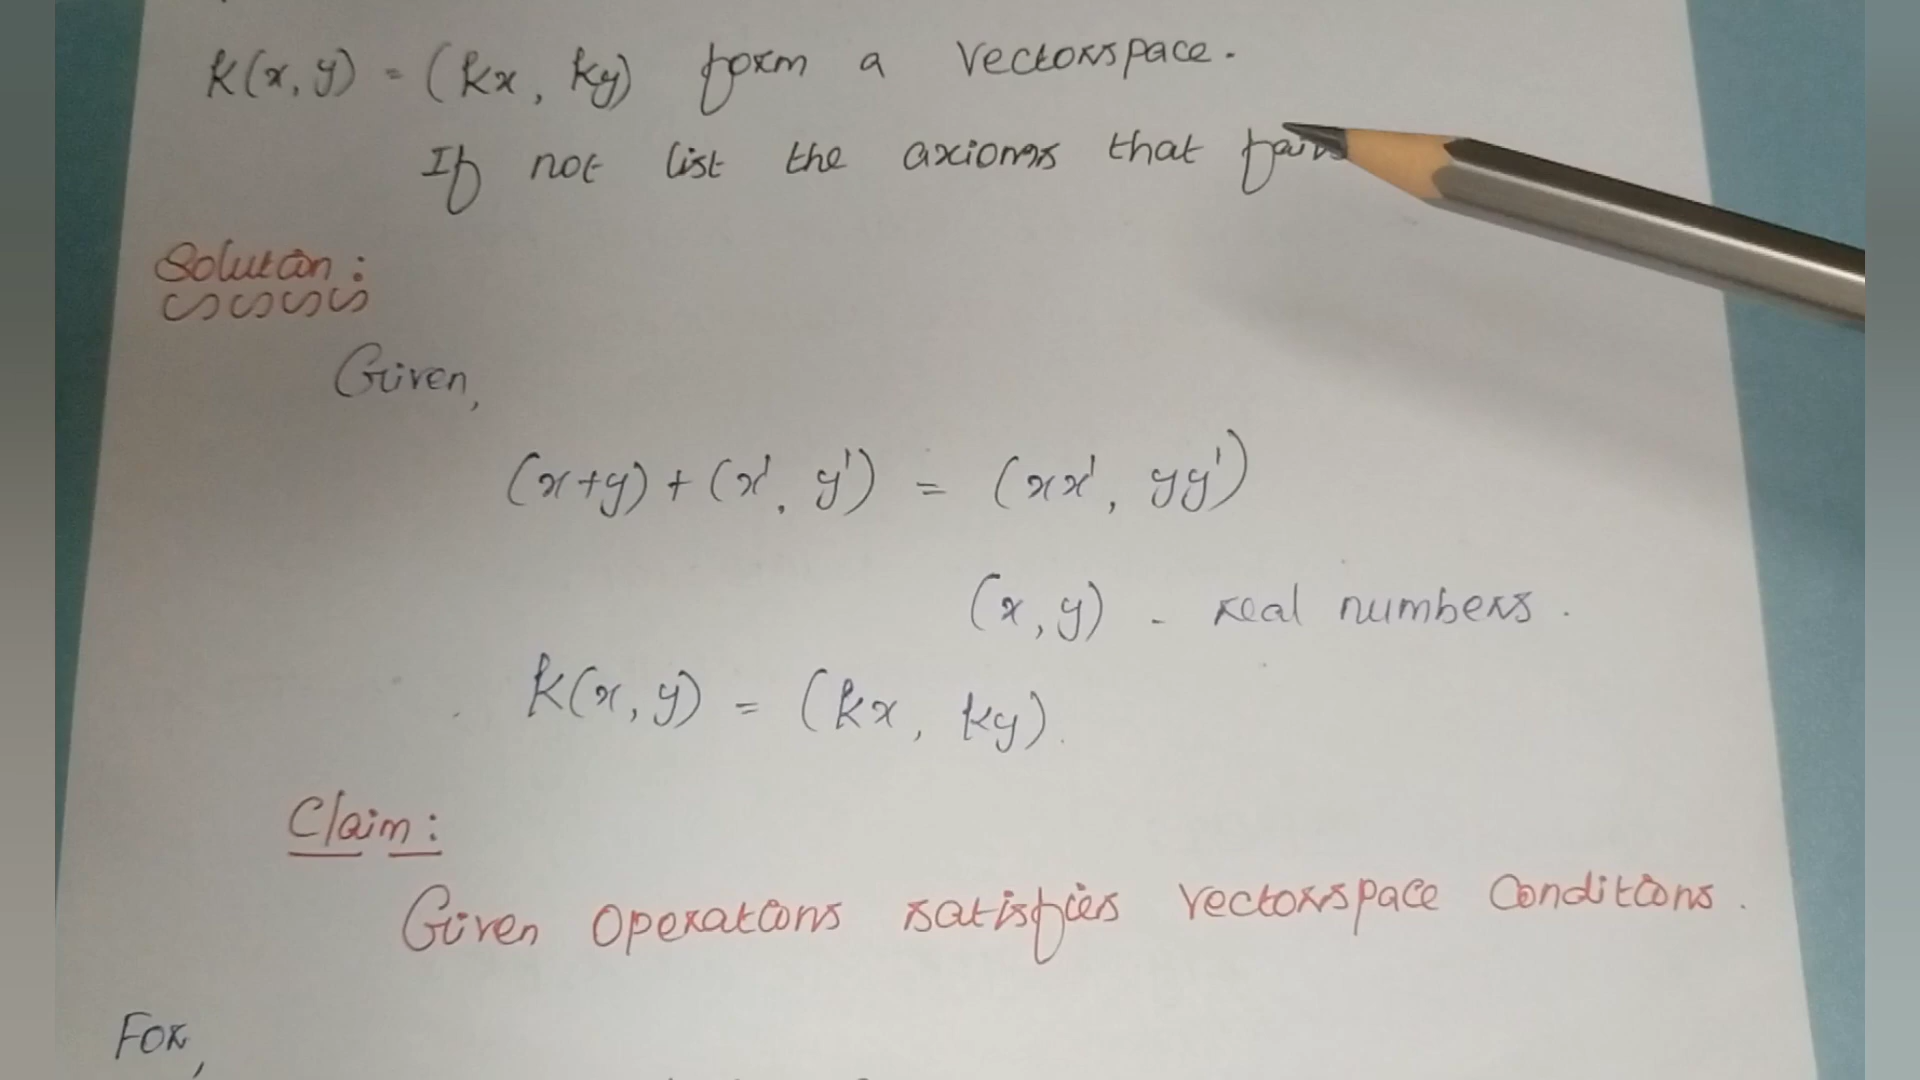 k(x, y) = (kx, ky) form a vectorspace.
If not list the axioms that
Solution:
Given,
(x+y) + (x', y') = (xx', yy')
(x, y) - real numbers.
k(x, y) = (kx, ky).
Claim:
Given operations satisfies vectorspace conditions.
For,